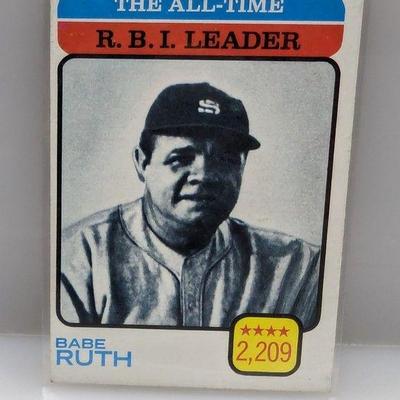 THE ALL-TIME
R. B. I. LEADER
BABE
RUTH
★★★★
2,209